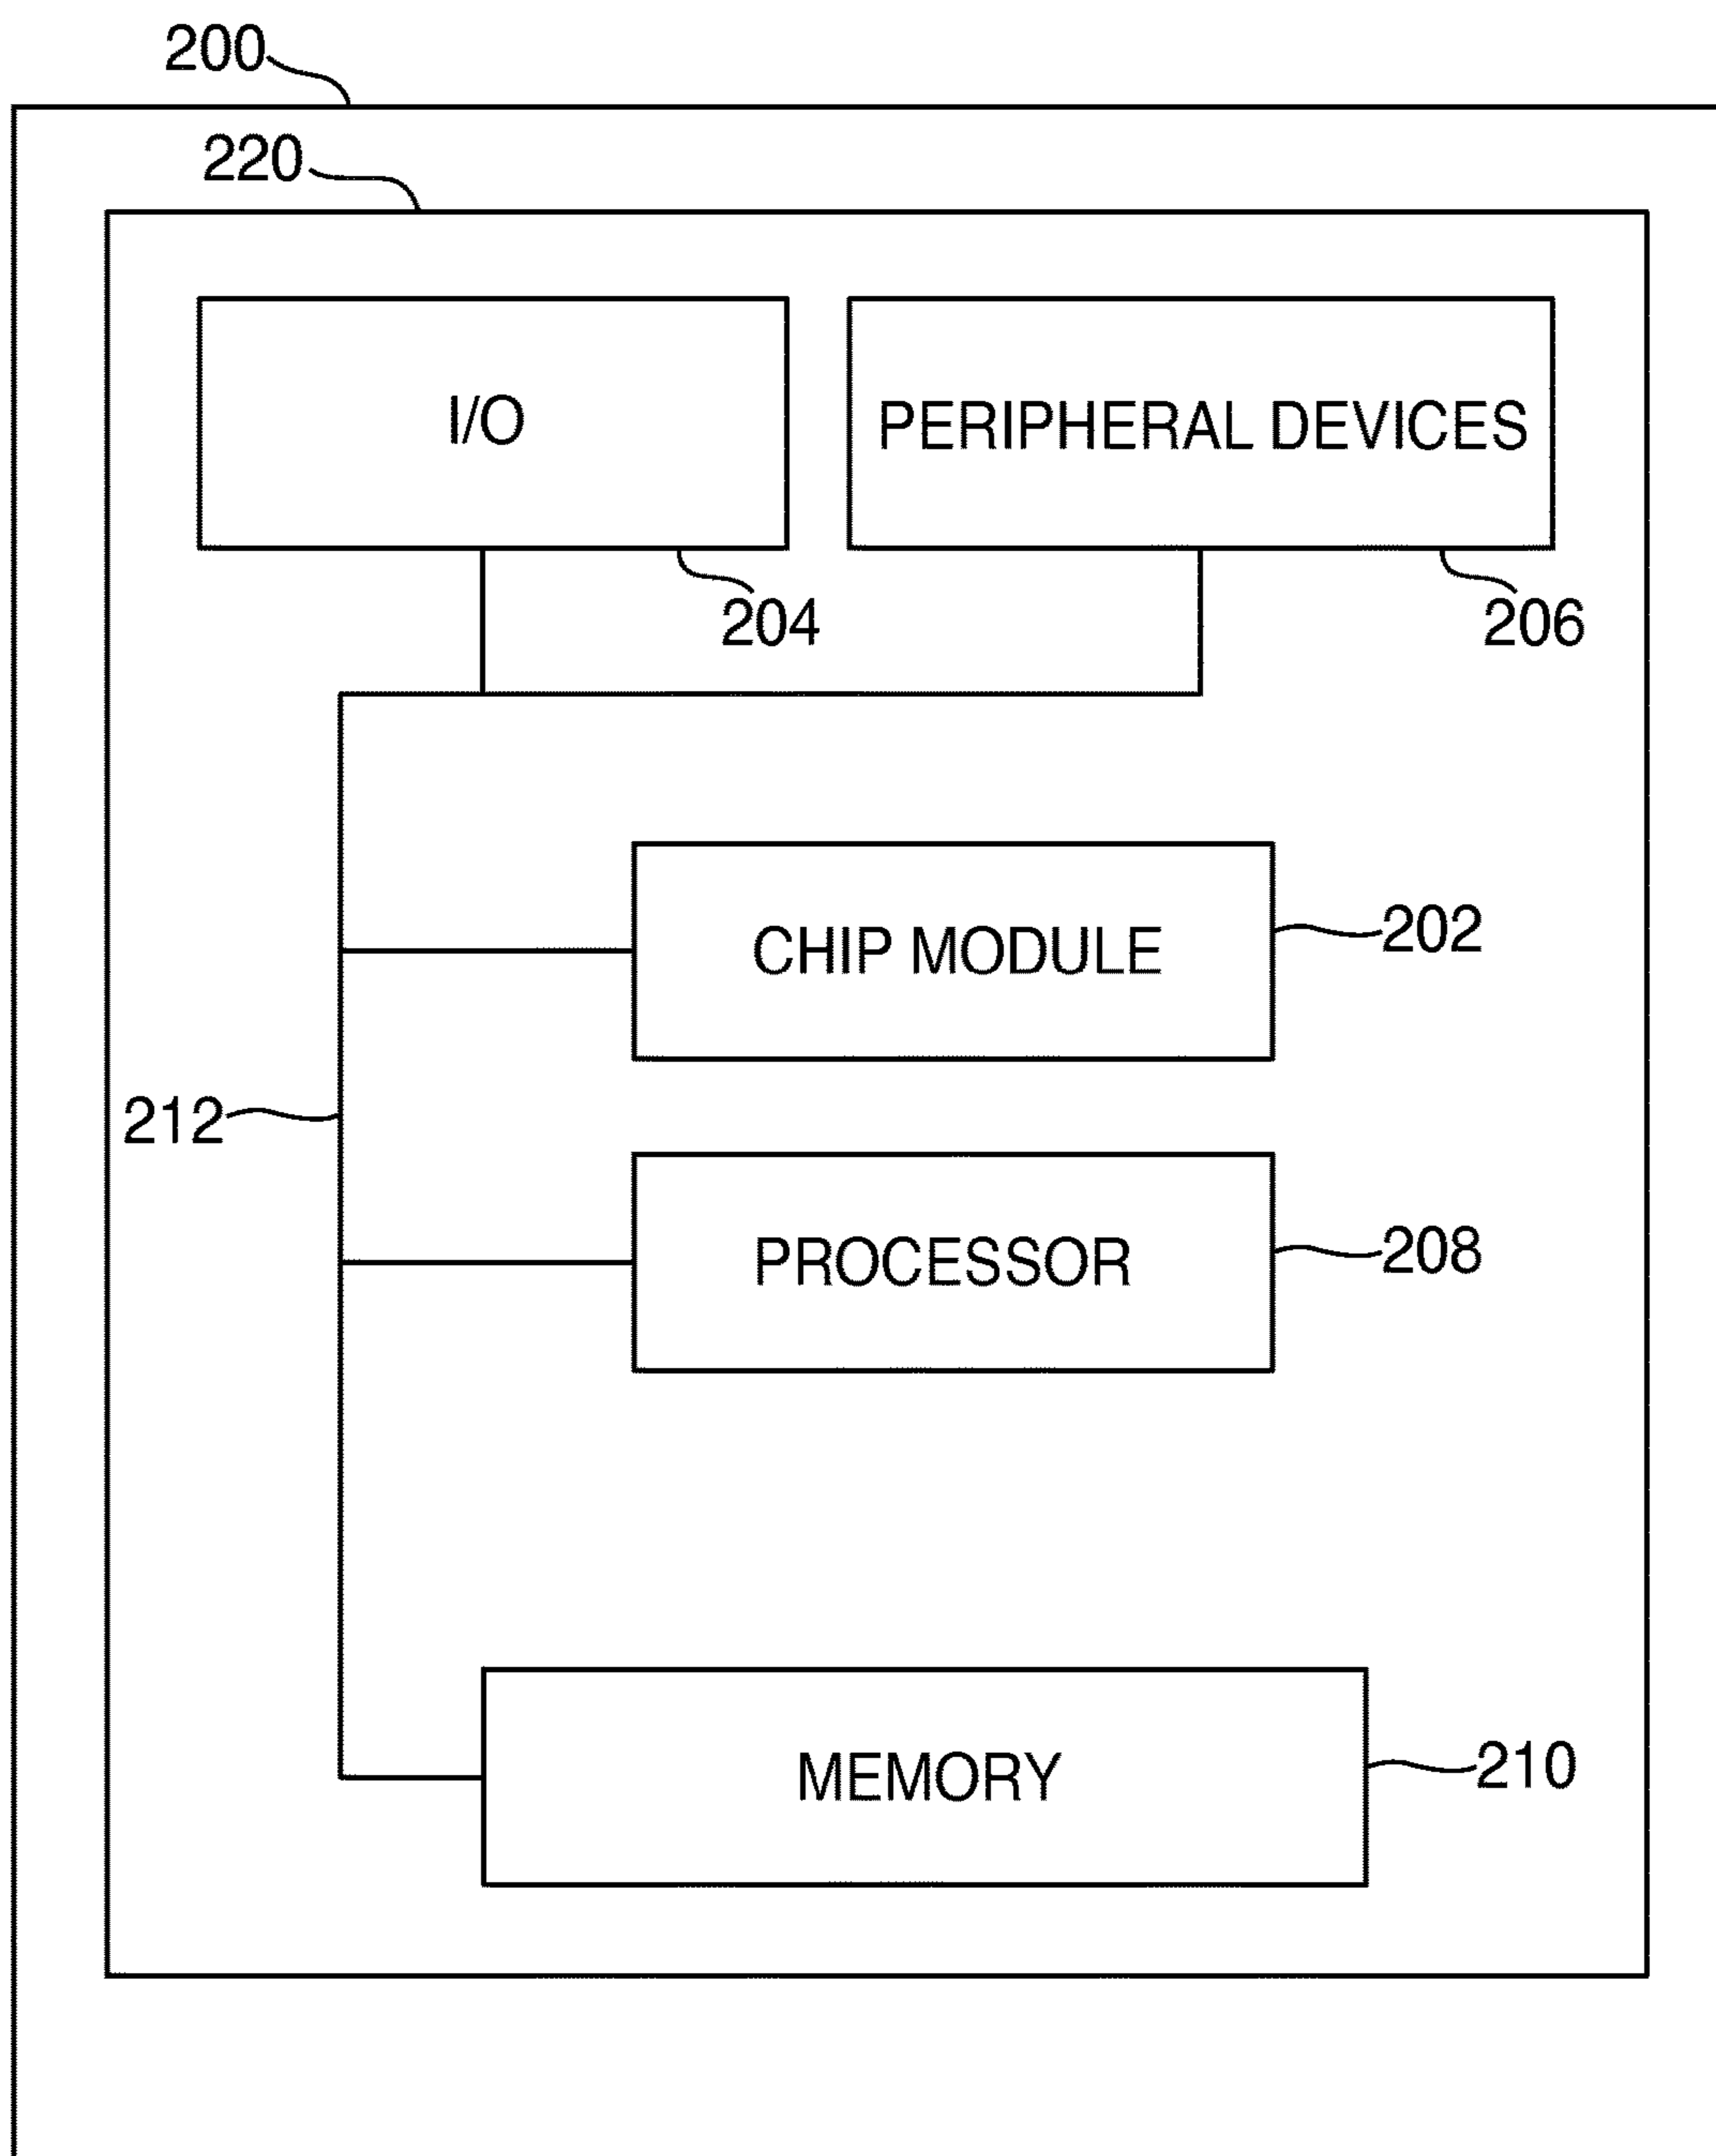 200
220
I/O
PERIPHERAL DEVICES
204
206
CHIP MODULE
202
212
PROCESSOR
208
MEMORY
210